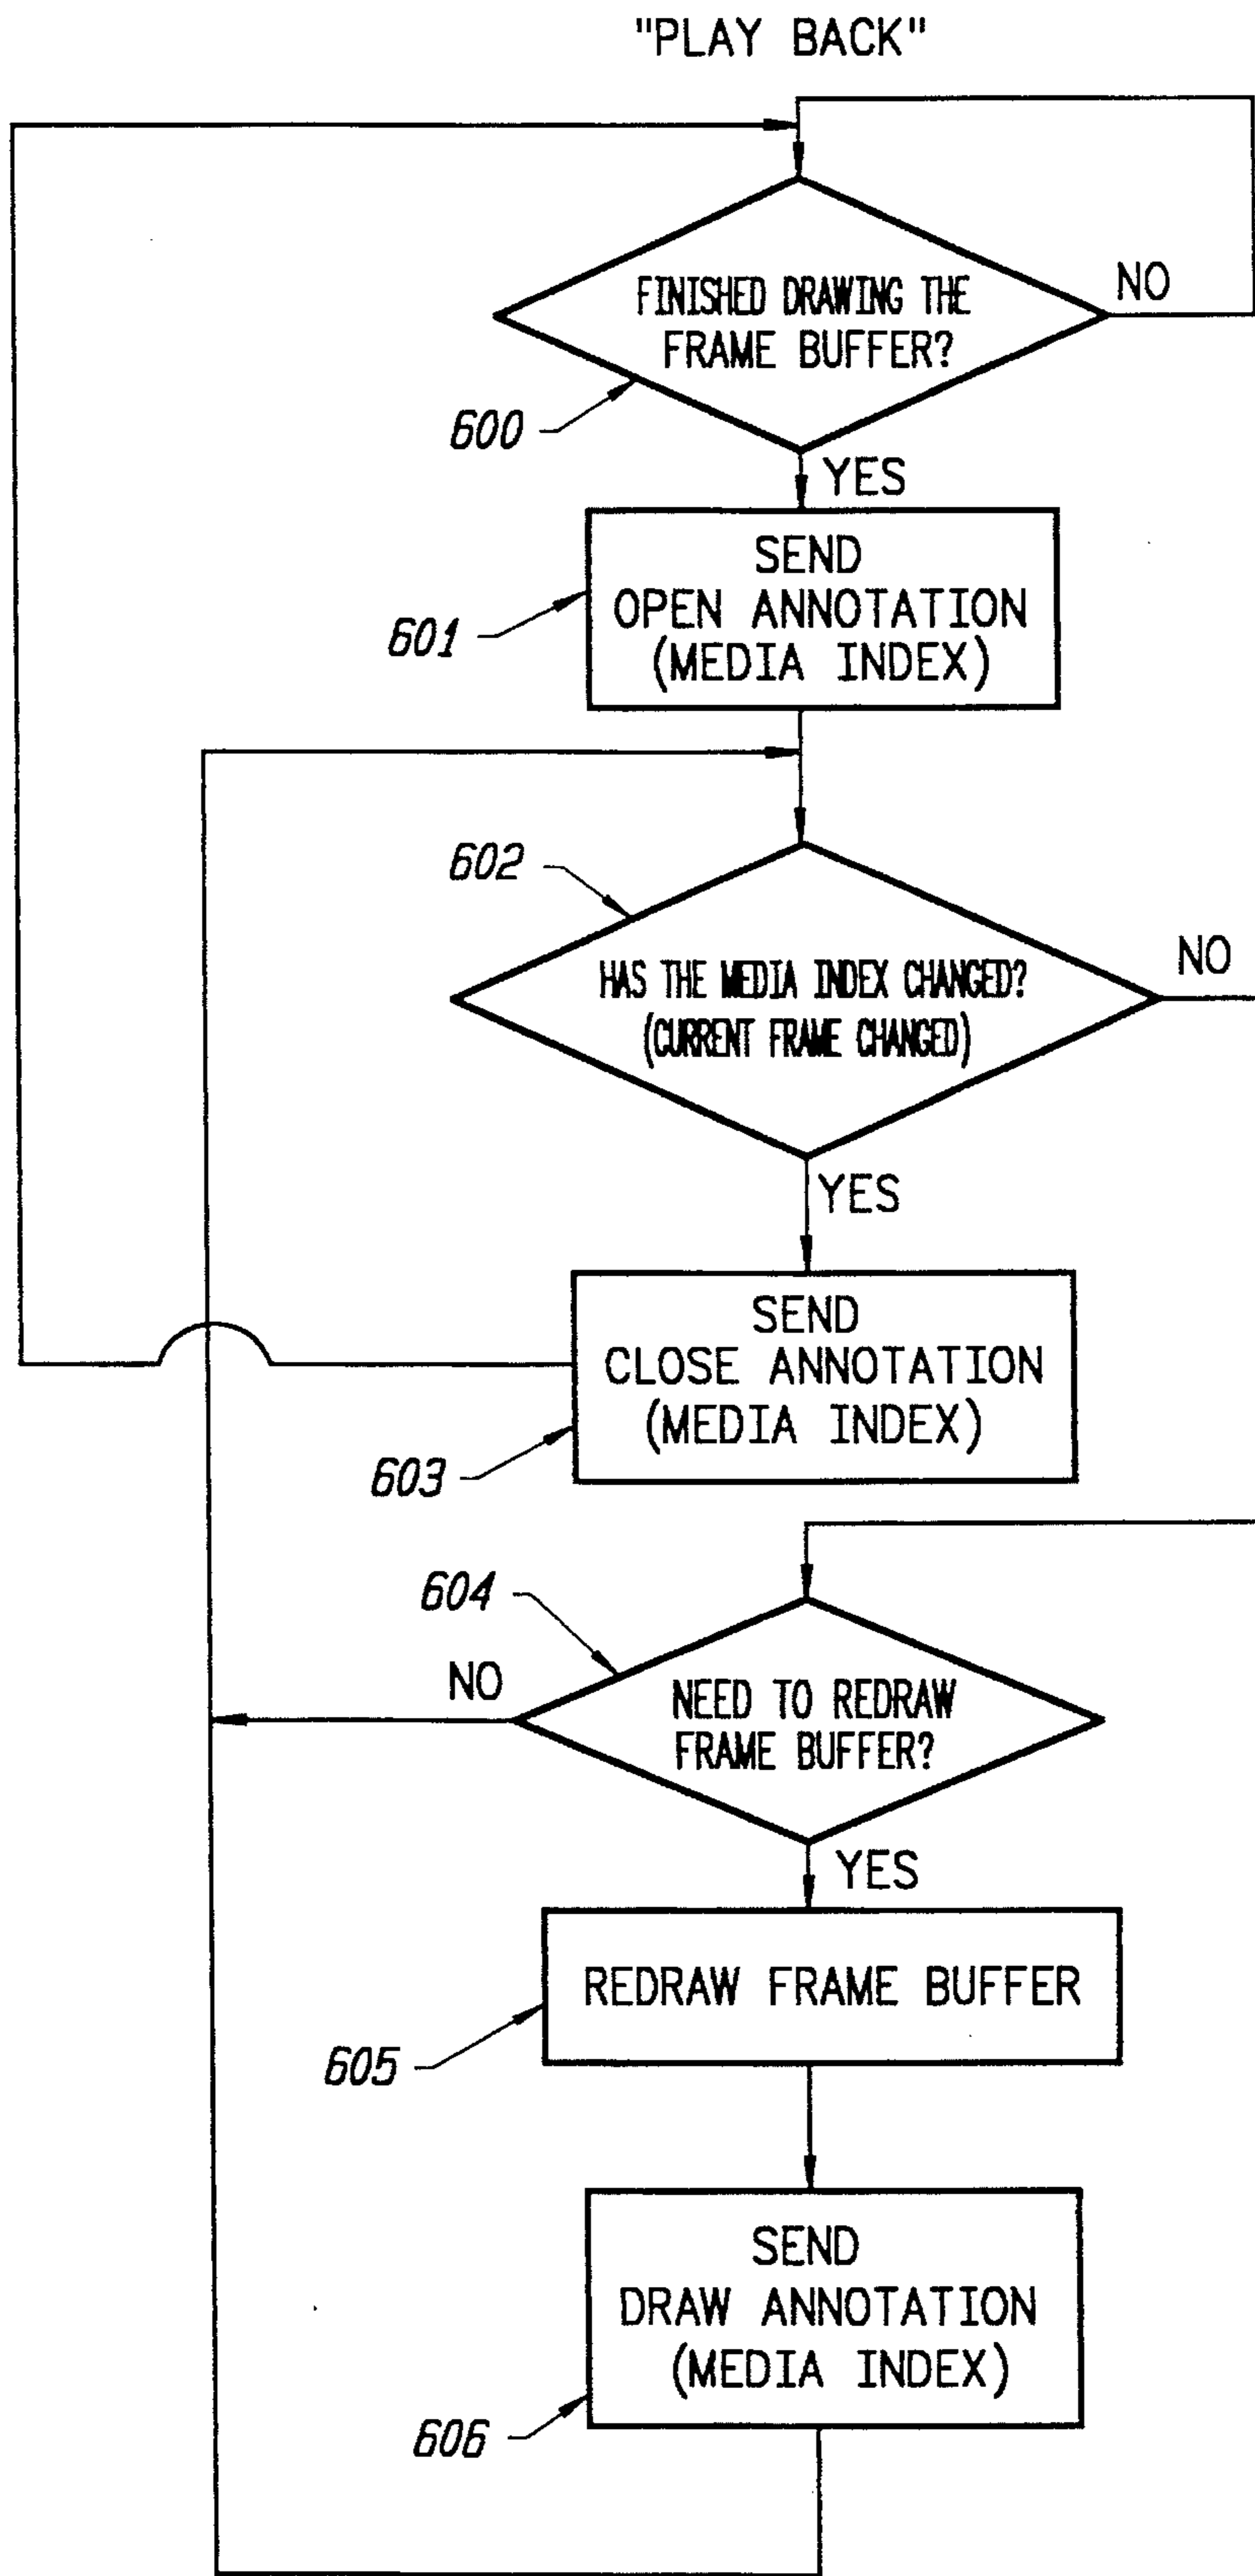 "PLAY BACK"
FINISHED DRAWING THE
FRAME BUFFER?
NO
600
YES
SEND
OPEN ANNOTATION
(MEDIA INDEX)
601
602
HAS THE MEDIA INDEX CHANGED?
(CURRENT FRAME CHANGED)
NO
YES
SEND
CLOSE ANNOTATION
(MEDIA INDEX)
603
604
NO
NEED TO REDRAW
FRAME BUFFER?
YES
REDRAW FRAME BUFFER
605
SEND
DRAW ANNOTATION
(MEDIA INDEX)
606